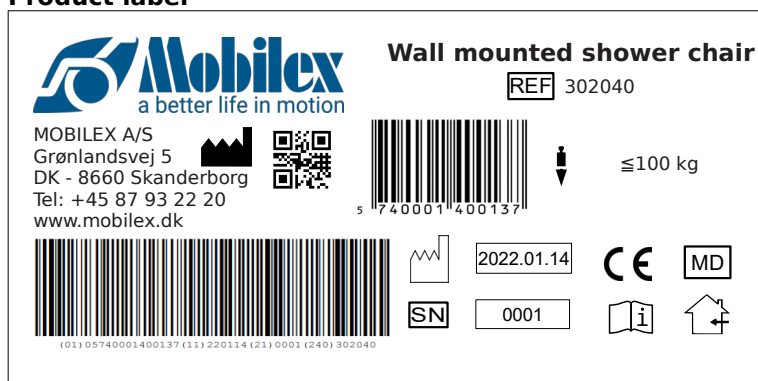 Product label
Mobilex
a better life in motion
Wall mounted shower chair
REF 302040
MOBILEX A/S
Grønlandsvej 5
DK - 8660 Skanderborg
Tel: +45 87 93 22 20
www.mobilex.dk
≦100 kg
5 740001 400137
2022.01.14
CE
MD
SN
0001
i
(01)05740001400137(11)220114(21)0001(240)302040